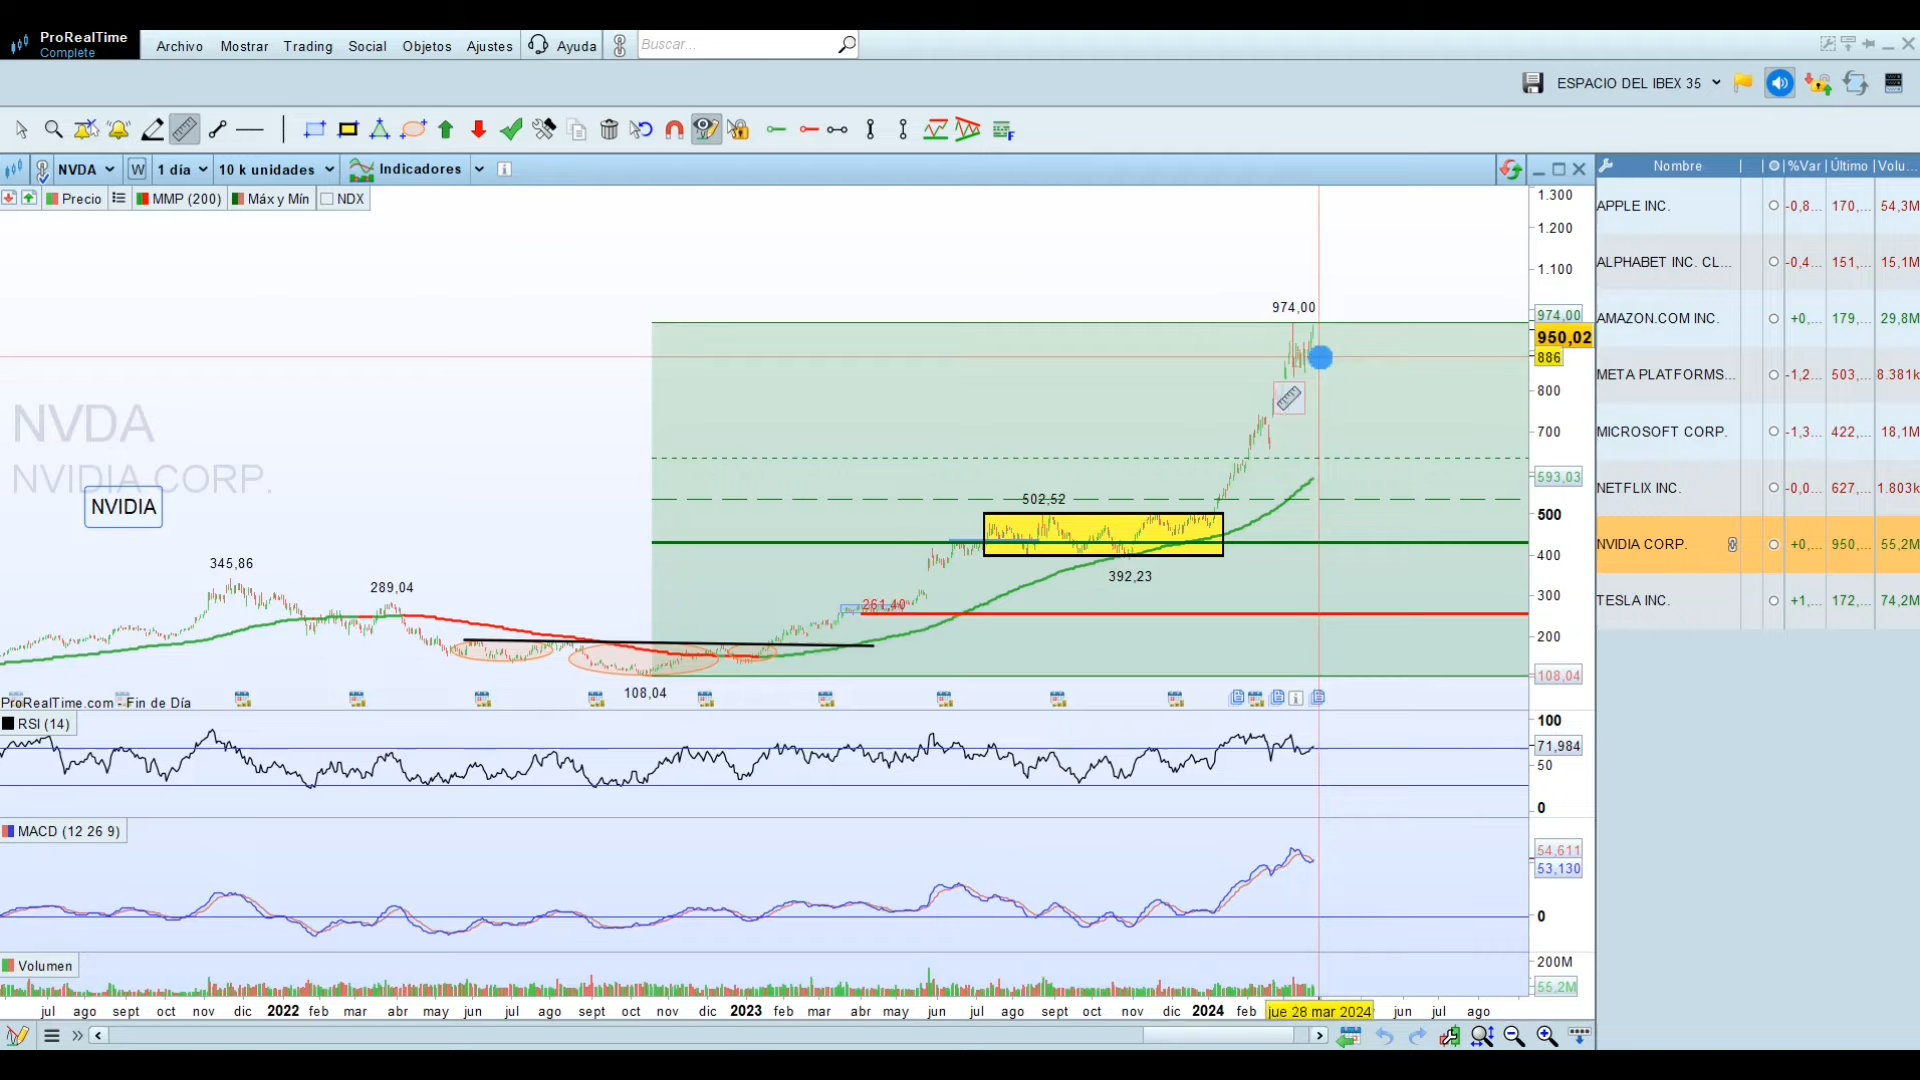 ProRealTime
Complete
Archivo Mostrar Trading Social Objetos Ajustes Ayuda Buscar...
ESPACIO DEL IBEX 35
NVDA W 1 día 10 k unidades Indicadores
Precio MMP (200) Máx y Mín NDX
Nombre %Var Último Volu...
APPLE INC. -0,8... 170,... 54,3M
ALPHABET INC. CL... -0,4... 151,... 15,1M
AMAZON.COM INC. +0,... 179,... 29,8M
META PLATFORMS... -1,2... 503,... 8.381k
MICROSOFT CORP. -1,3... 422,... 18,1M
NETFLIX INC. -0,0... 627,... 1.803k
NVIDIA CORP. +0,... 950,... 55,2M
TESLA INC. +1,... 172,... 74,2M
1.300
1.200
1.100
974,00
974,00
950,02
886
800
700
593,03
500
400
300
200
108,04
NVDA
NVIDIA CORP.
NVIDIA
502,52
392,23
345,86
289,04
261,40
108,04
ProRealTime.com - Fin de Día
RSI (14)
100
71,984
50
0
MACD (12 26 9)
54,611
53,130
0
Volumen
200M
55,2M
jul ago sept oct nov dic 2022 feb mar abr may jun jul ago sept oct nov dic 2023 feb mar abr may jun jul ago sept oct nov dic 2024 feb jue 28 mar 2024 jun jul ago